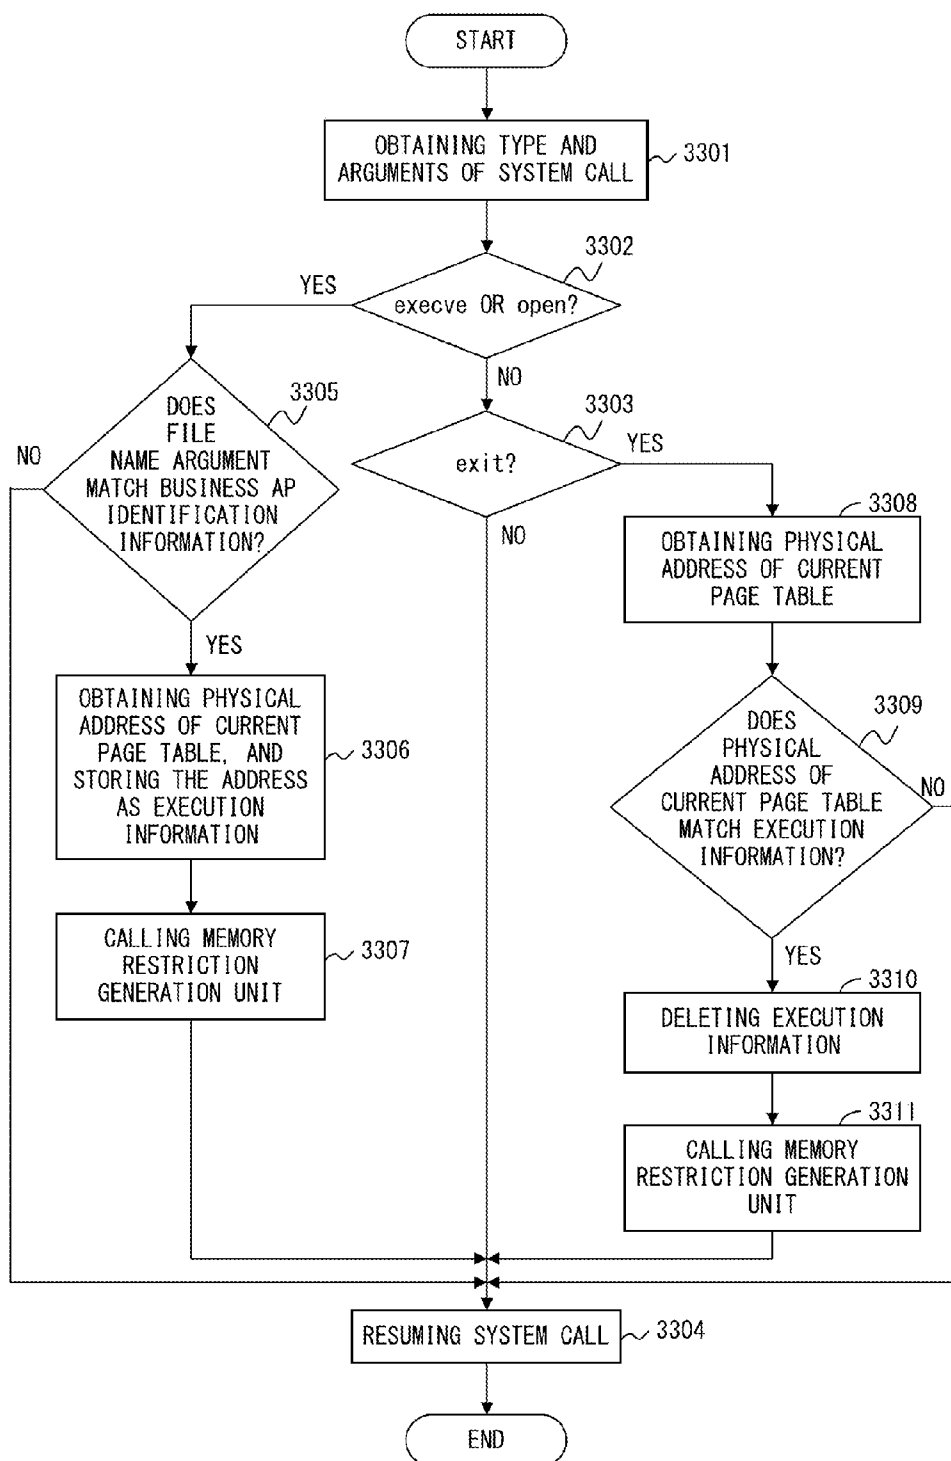 START
OBTAINING TYPE AND
ARGUMENTS OF SYSTEM CALL
3301
3302
execve OR open?
YES
NO
3303
exit?
YES
NO
3305
DOES
FILE
NAME ARGUMENT
MATCH BUSINESS AP
IDENTIFICATION
INFORMATION?
NO
YES
3306
OBTAINING PHYSICAL
ADDRESS OF CURRENT
PAGE TABLE, AND
STORING THE ADDRESS
AS EXECUTION
INFORMATION
CALLING MEMORY
RESTRICTION
GENERATION UNIT
3307
3308
OBTAINING PHYSICAL
ADDRESS OF CURRENT
PAGE TABLE
3309
DOES
PHYSICAL
ADDRESS OF
CURRENT PAGE TABLE
MATCH EXECUTION
INFORMATION?
NO
YES
3310
DELETING EXECUTION
INFORMATION
3311
CALLING MEMORY
RESTRICTION GENERATION
UNIT
RESUMING SYSTEM CALL
3304
END